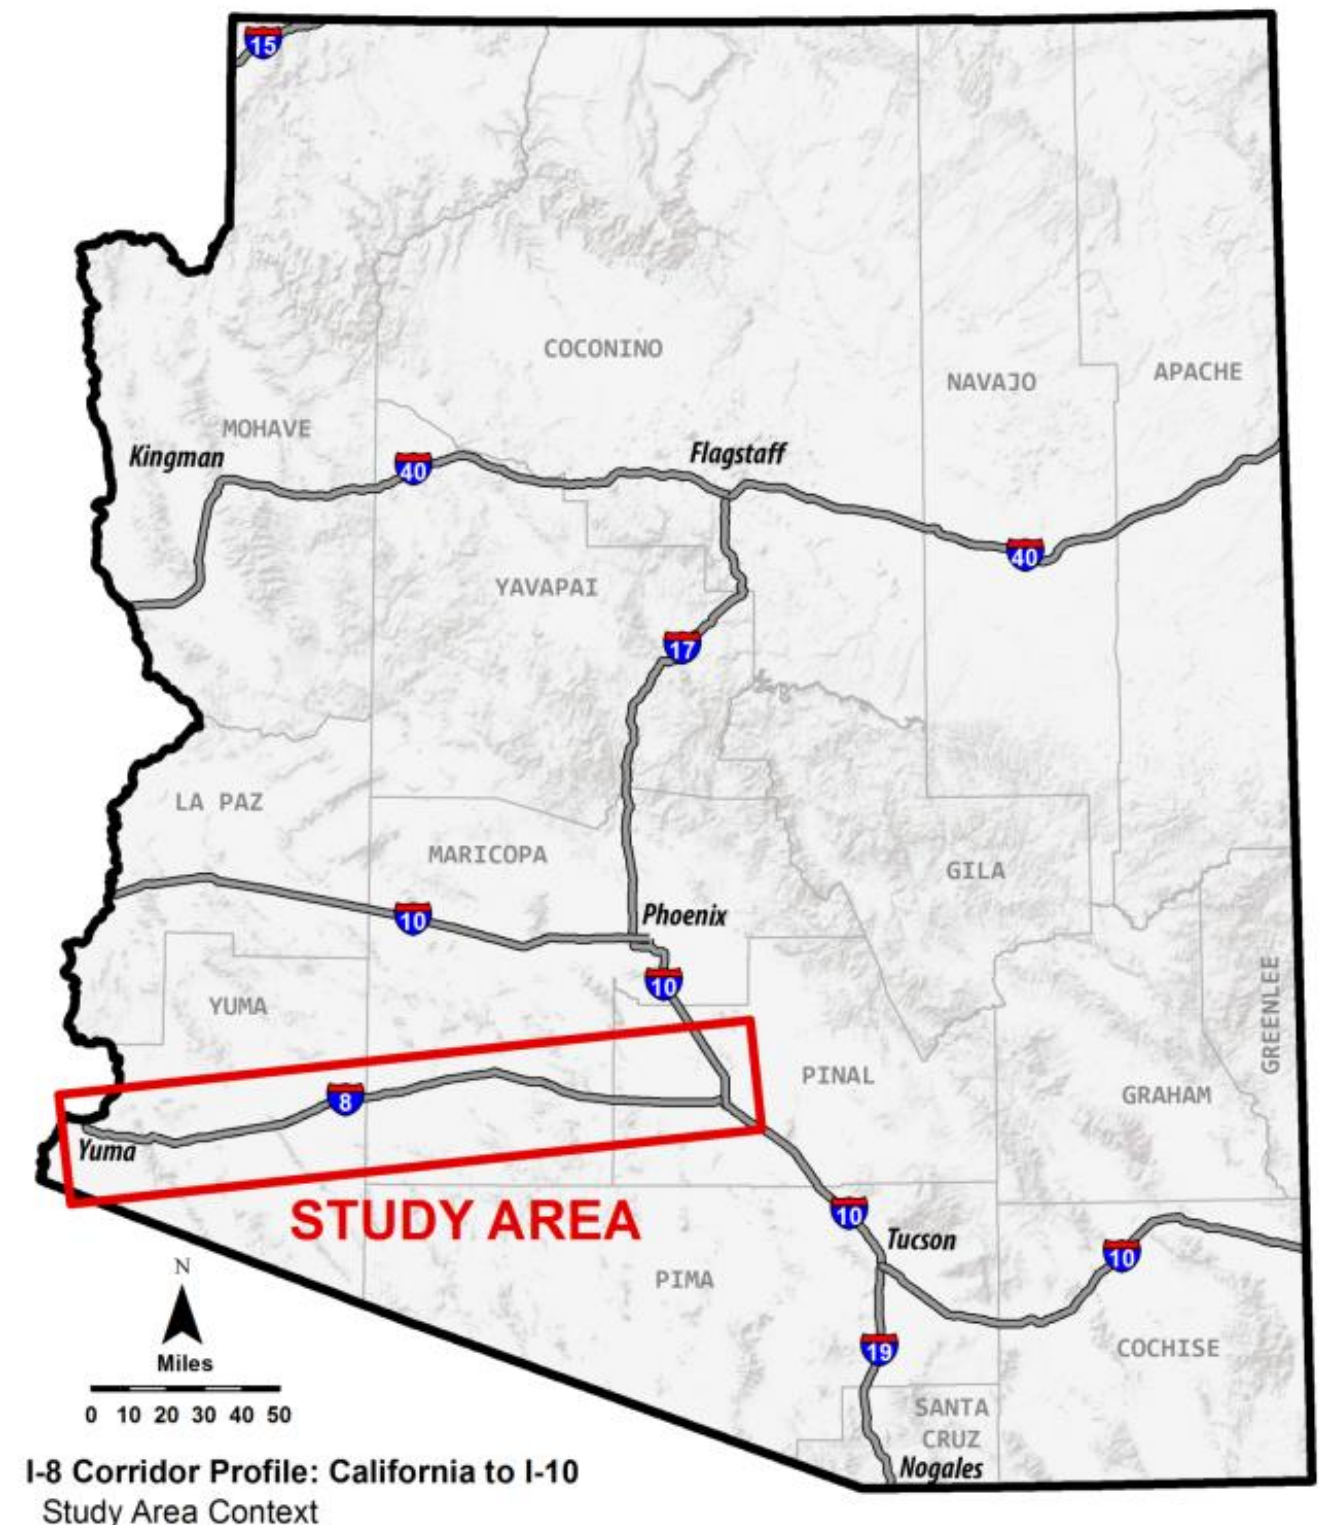 15
COCONINO
APACHE
NAVAJO
MOHAVE
Kingman
Flagstaff
40
40
YAVAPAI
17
LA PAZ
MARICOPA
GILA
10
Phoenix
10
YUMA
GREENLEE
PINAL
GRAHAM
8
Yuma
STUDY AREA
10
Tucson
10
N
PIMA
19
COCHISE
Miles
0 10 20 30 40 50
SANTA
CRUZ
Nogales
I-8 Corridor Profile: California to I-10
Study Area Context